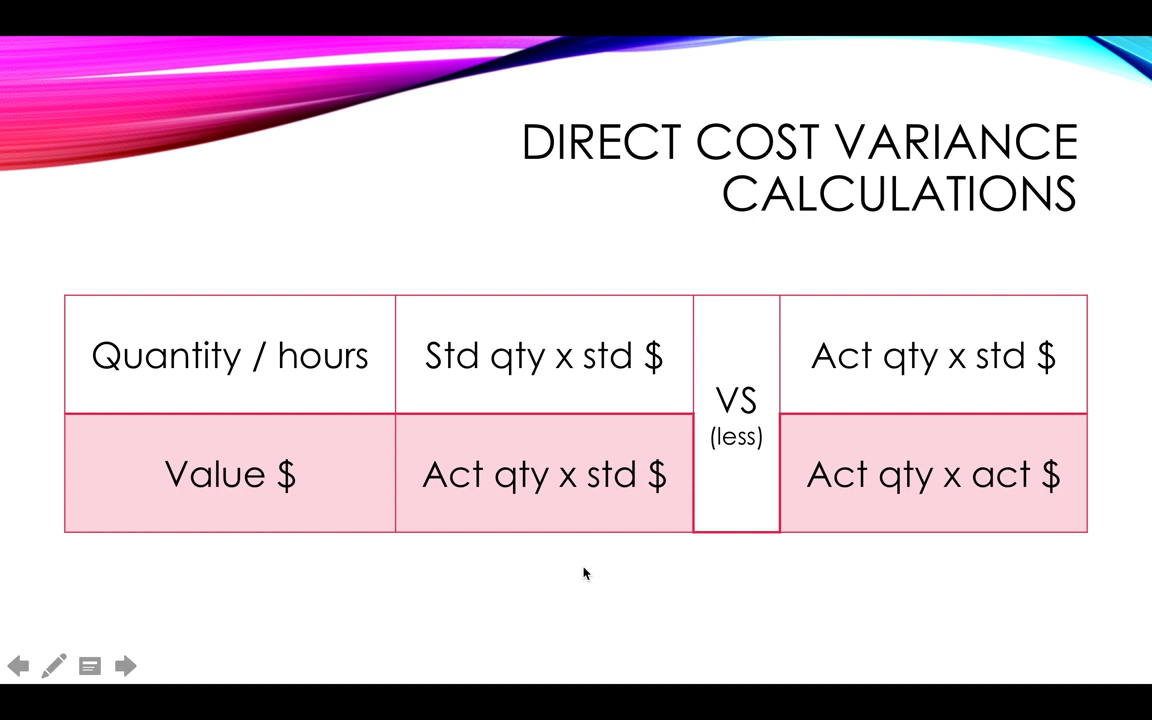 DIRECT COST VARIANCE
CALCULATIONS
Quantity / hours
Std qty x std $
VS
(less)
Act qty x std $
Value $
Act qty x std $
Act qty x act $